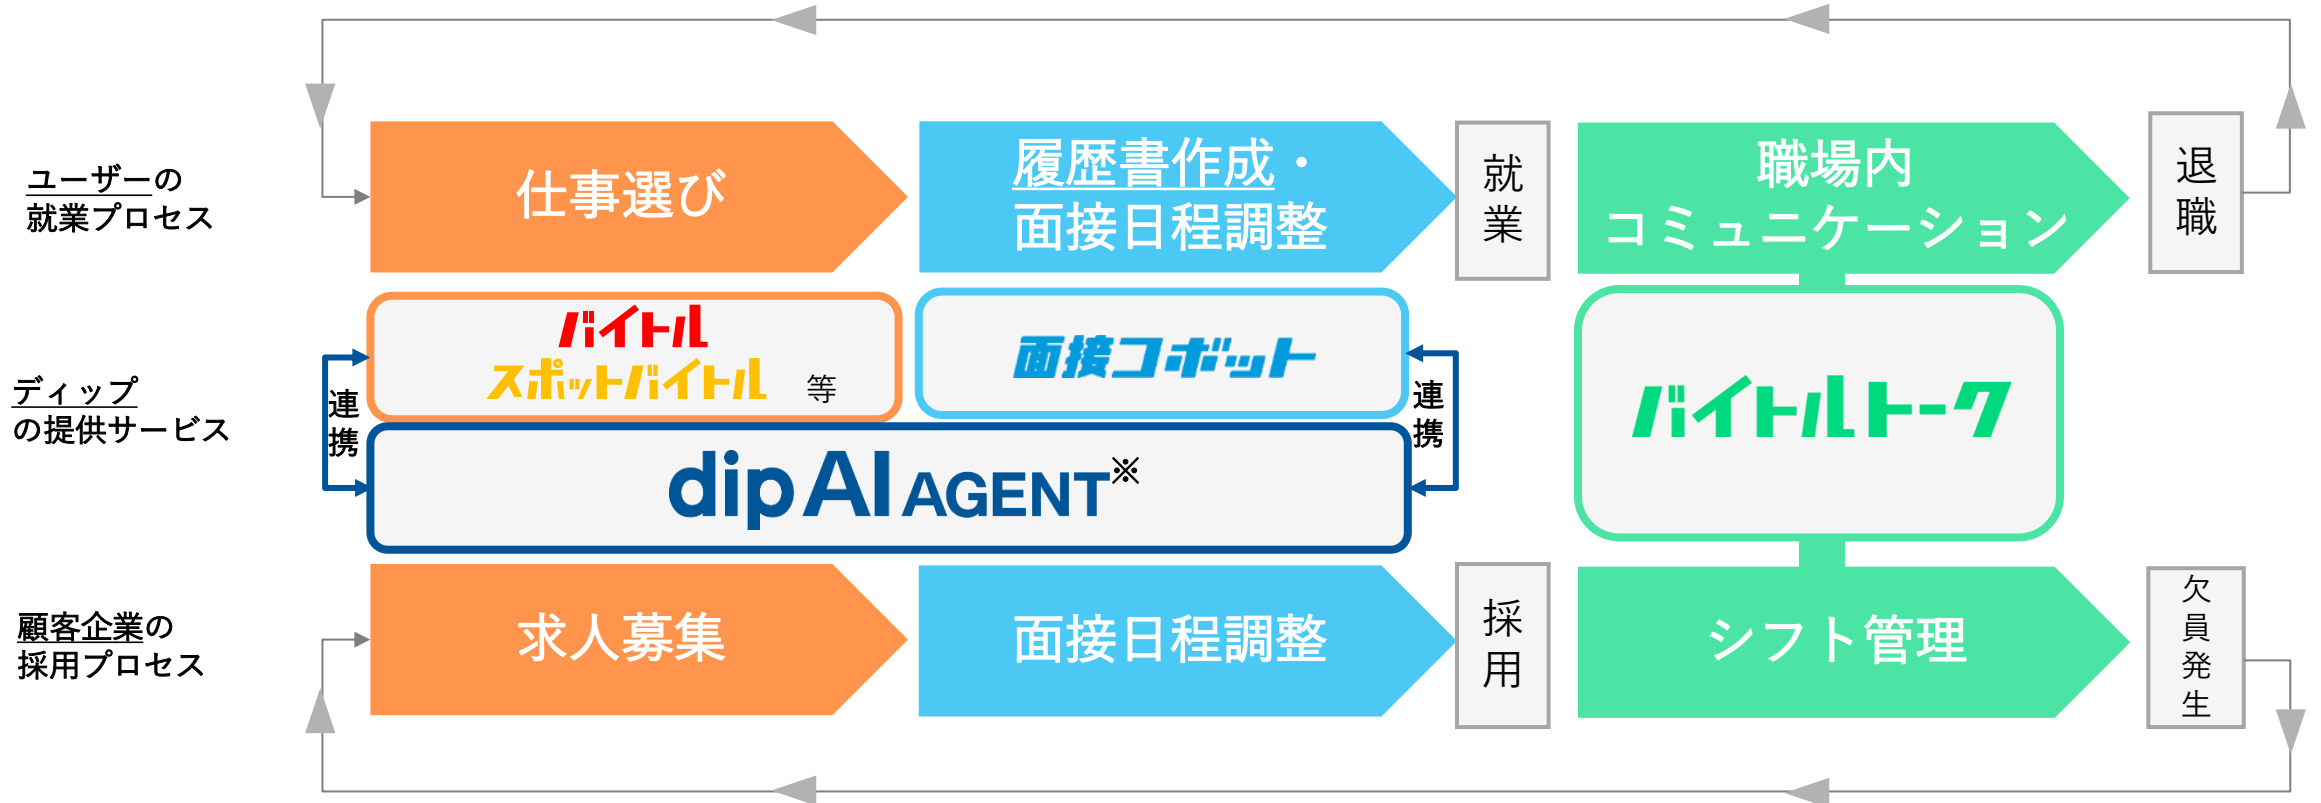 ユーザーの
就業プロセス
仕事選び
履歴書作成・
面接日程調整
就
業
職場内
コミュニケーション
退
職
ディップ
の提供サービス
連
携
バイトル
スポットバイトル 等
面接コボット
連
携
dip AI AGENT※
バイトルトーク
顧客企業の
採用プロセス
求人募集
面接日程調整
採
用
シフト管理
欠
員
発
生